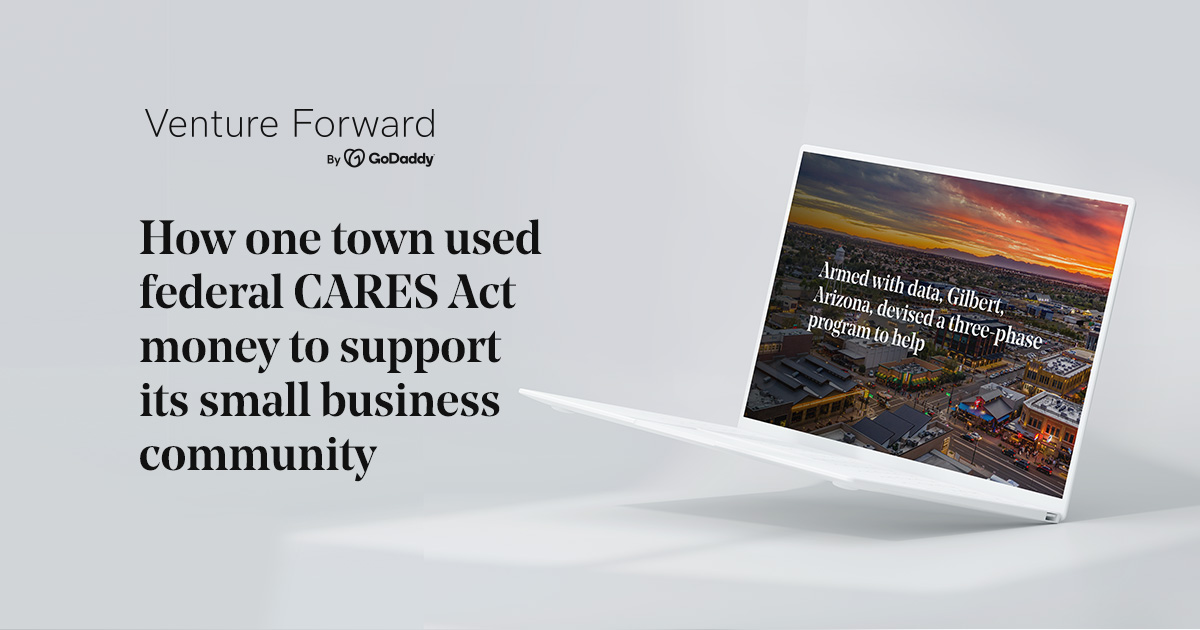 Venture Forward
By GoDaddy
How one town used
federal CARES Act
money to support
its small business
community
Armed with data, Gilbert,
Arizona, devised a three-phase
program to help